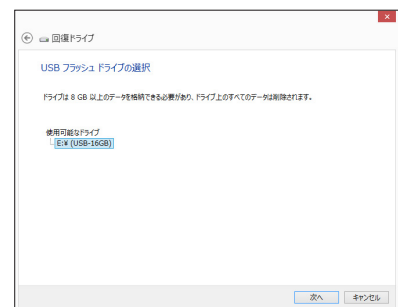 回復ドライブ
USB フラッシュ ドライブの選択
ドライブは 8 GB 以上のデータを格納できる必要があり、ドライブ上のすべてのデータは削除されます。
使用可能なドライブ
E:¥ (USB-16GB)
次へ
キャンセル